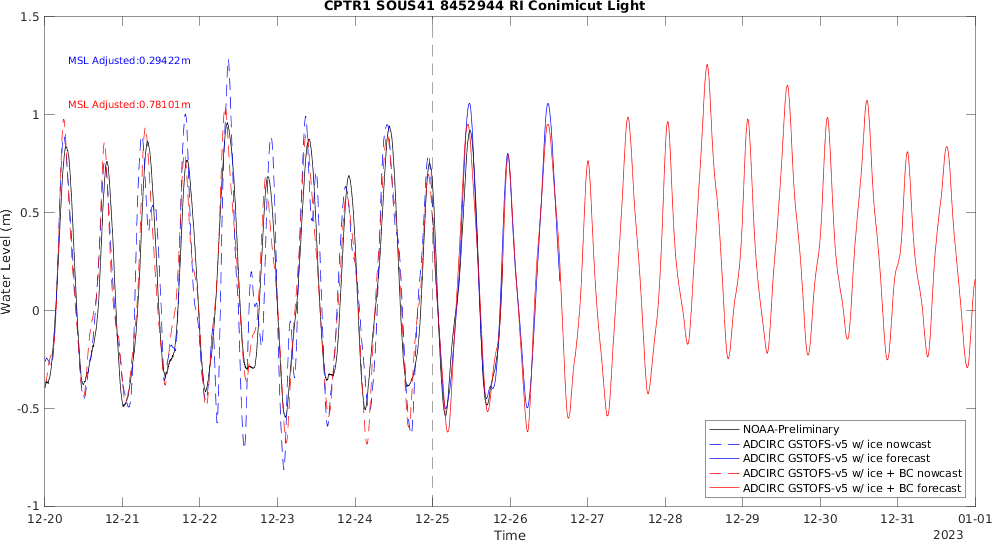 CPTR1 SOUS41 8452944 RI Conimicut Light
1.5
MSL Adjusted:0.29422m
MSL Adjusted:0.78101m
1
0.5
0
-0.5
-1
Water Level (m)
NOAA-Preliminary
ADCIRC GSTOFS-v5 w/ ice nowcast
ADCIRC GSTOFS-v5 w/ ice forecast
ADCIRC GSTOFS-v5 w/ ice + BC nowcast
ADCIRC GSTOFS-v5 w/ ice + BC forecast
12-20 12-21 12-22 12-23 12-24 12-25 12-26 12-27 12-28 12-29 12-30 12-31 01-01
Time
2023